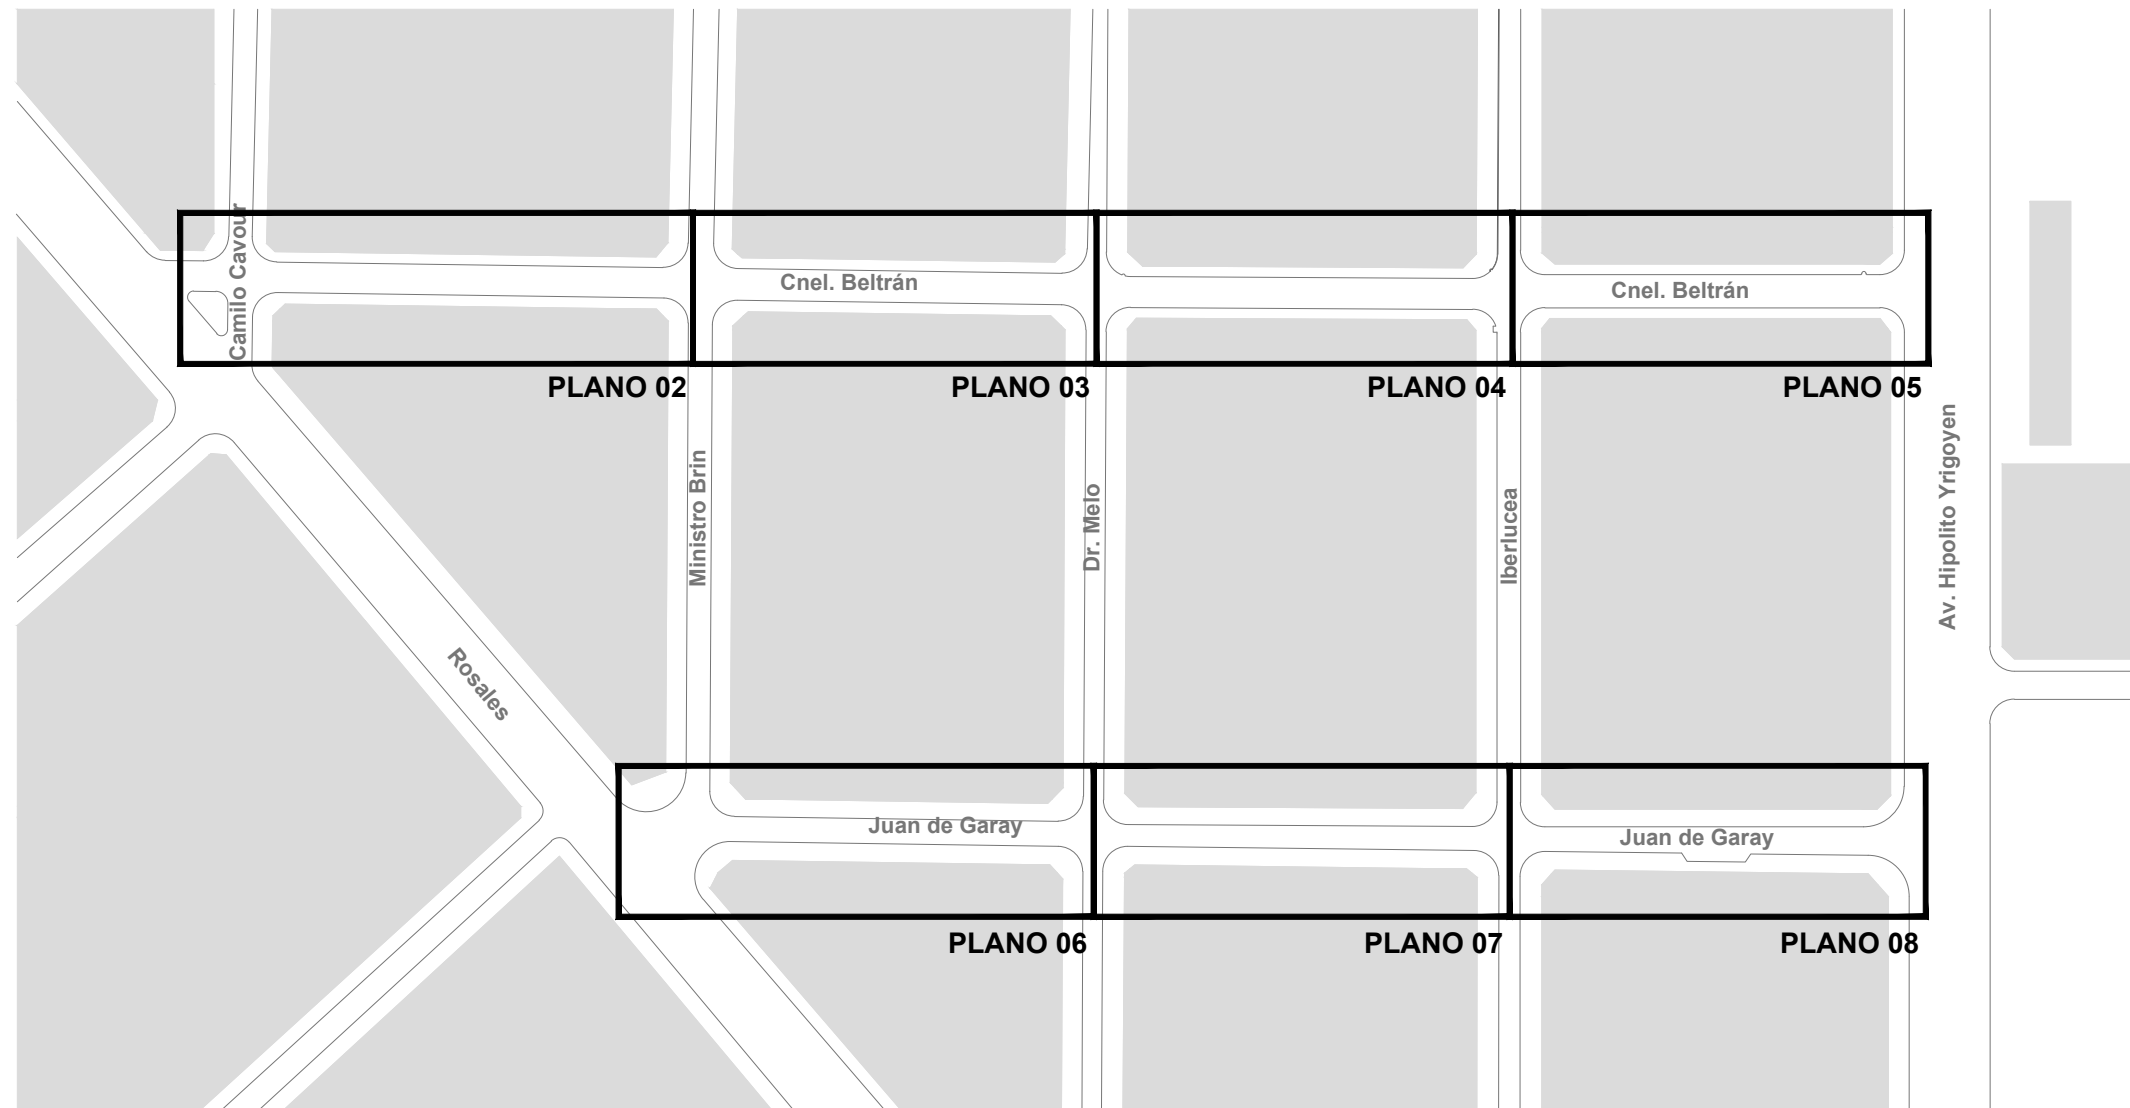 Camilo Cavour
Cnel. Beltrán
Cnel. Beltrán
PLANO 02
PLANO 03
PLANO 04
PLANO 05
Ministro Brin
Dr. Melo
Iberlucea
Av. Hipolito Yrigoyen
Rosales
Juan de Garay
Juan de Garay
PLANO 06
PLANO 07
PLANO 08